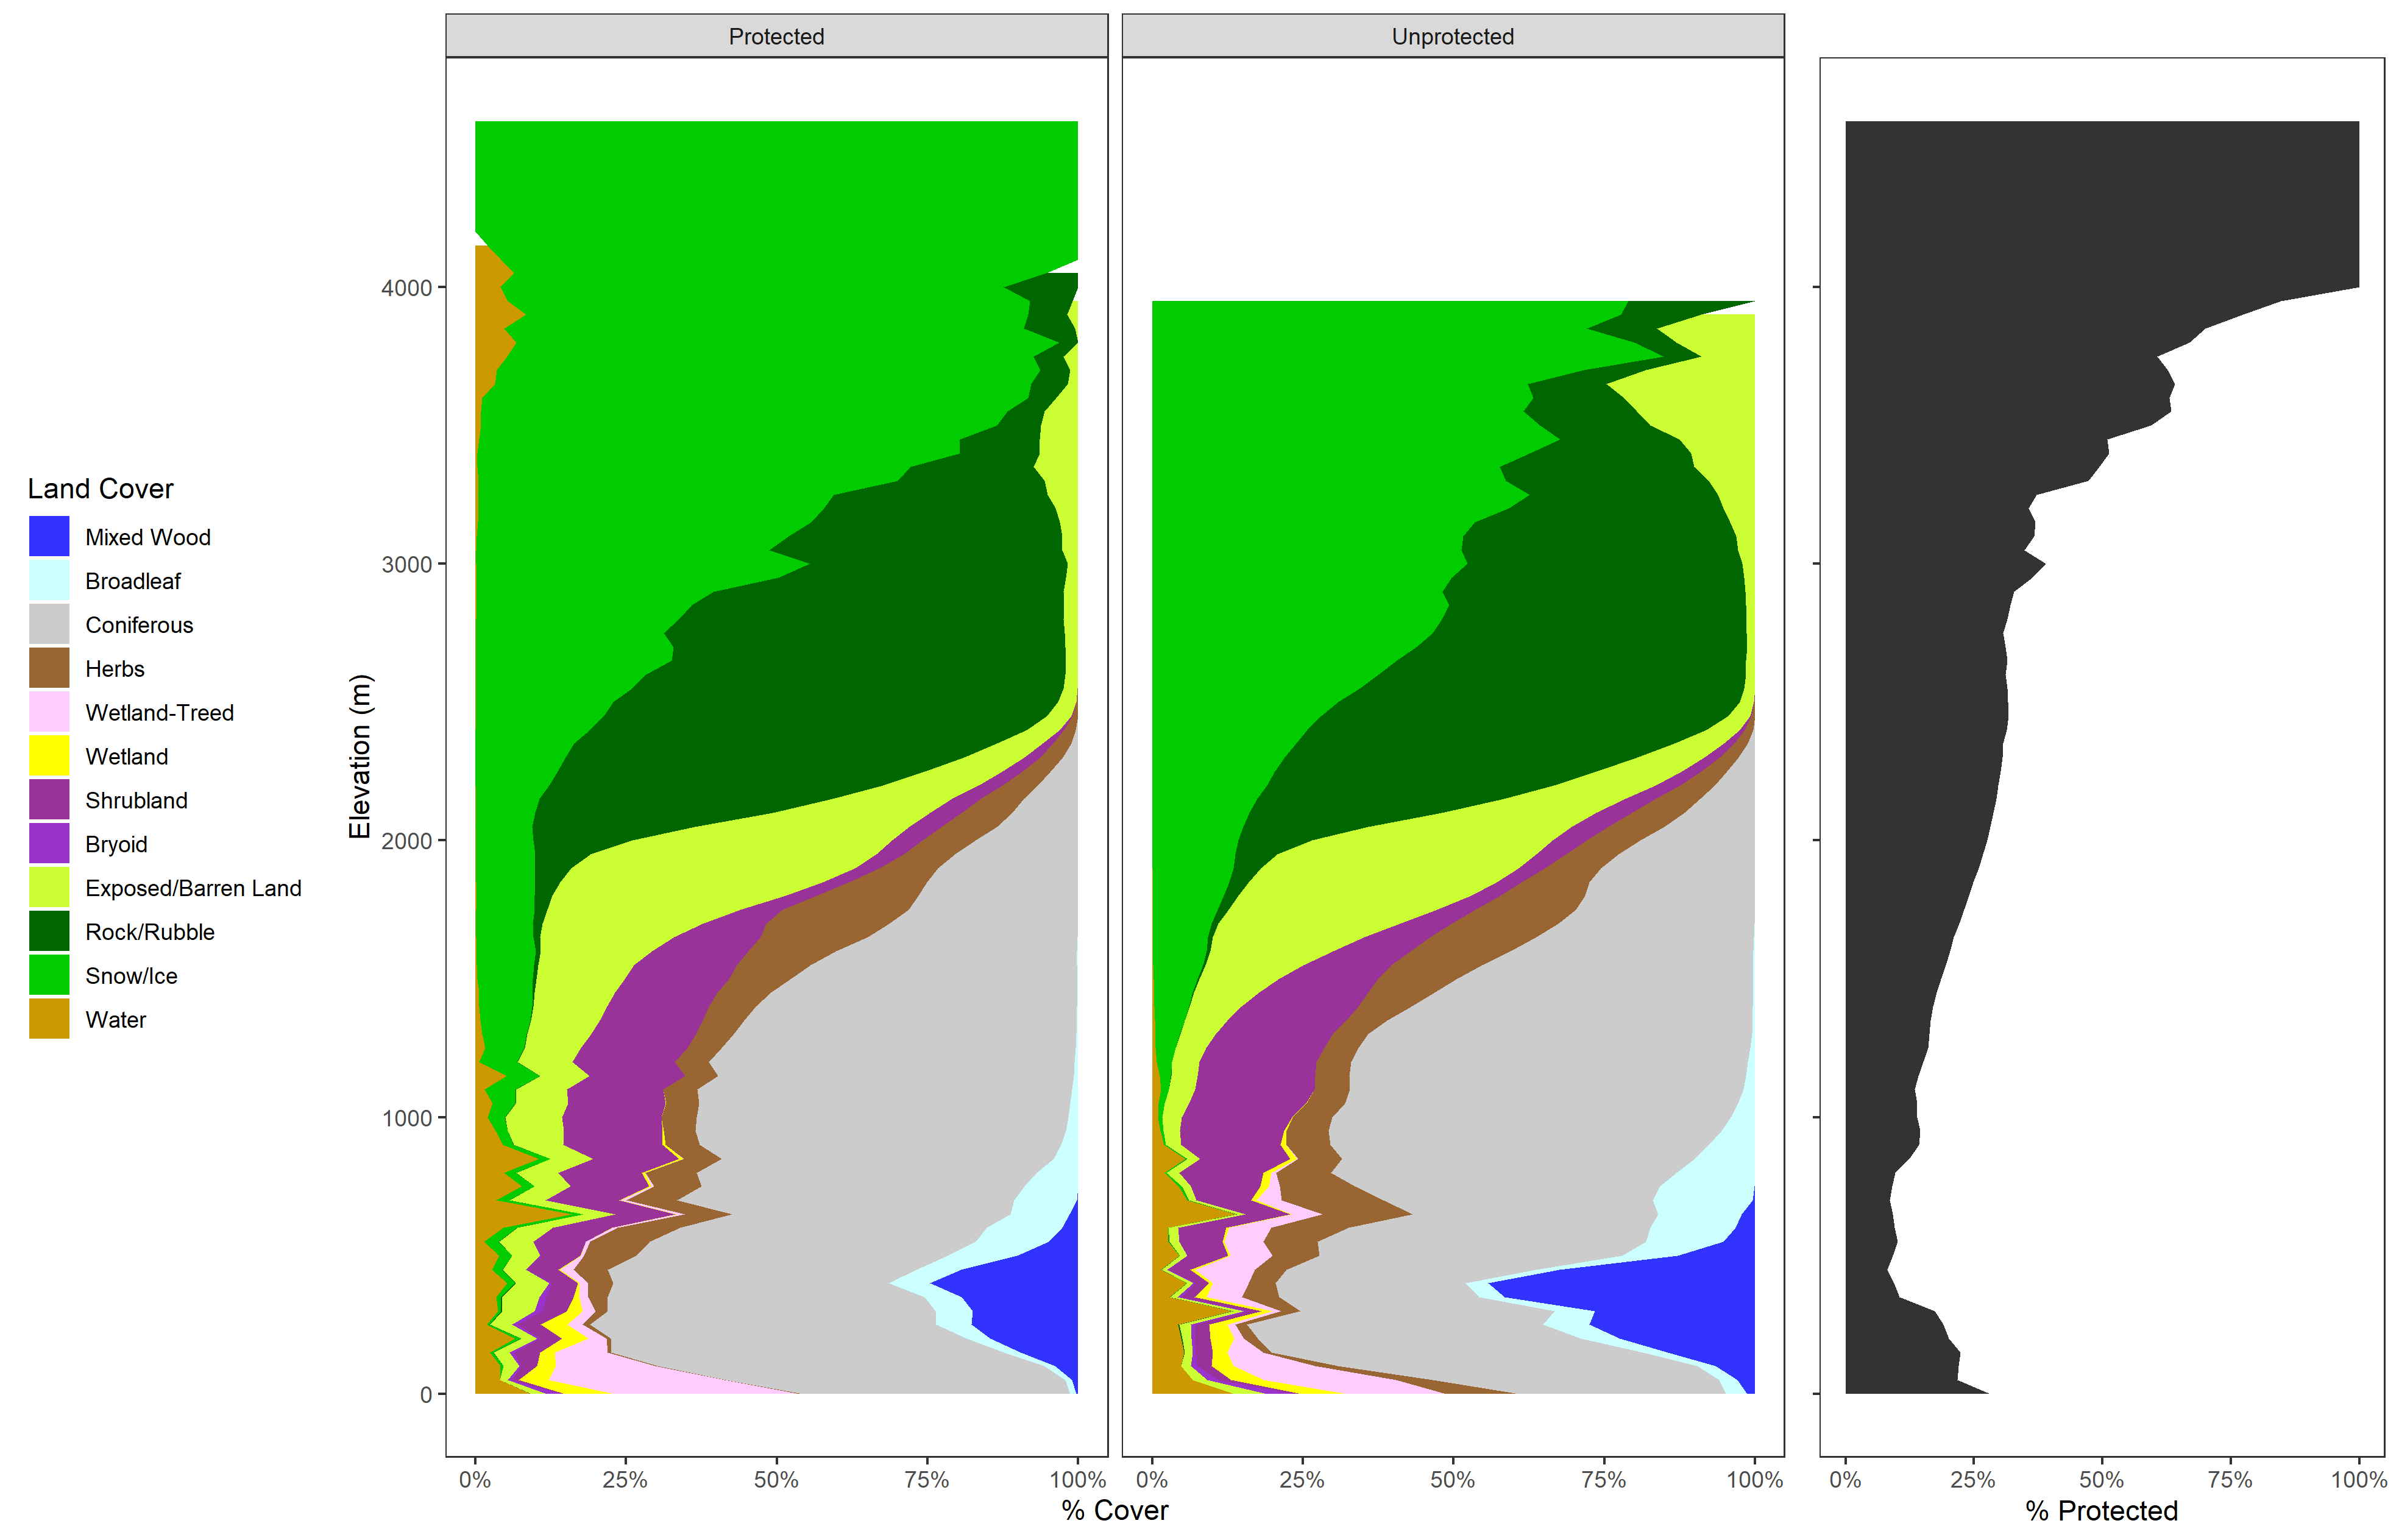 Protected
Unprotected
Land Cover
Mixed Wood
Broadleaf
Coniferous
Herbs
Wetland-Treed
Wetland
Shrubland
Bryoid
Exposed/Barren Land
Rock/Rubble
Snow/Ice
Water
Elevation (m)
4000
3000
2000
1000
0
0% 25% 50% 75% 100%
0% 25% 50% 75% 100%
0% 25% 50% 75% 100%
% Cover
% Protected